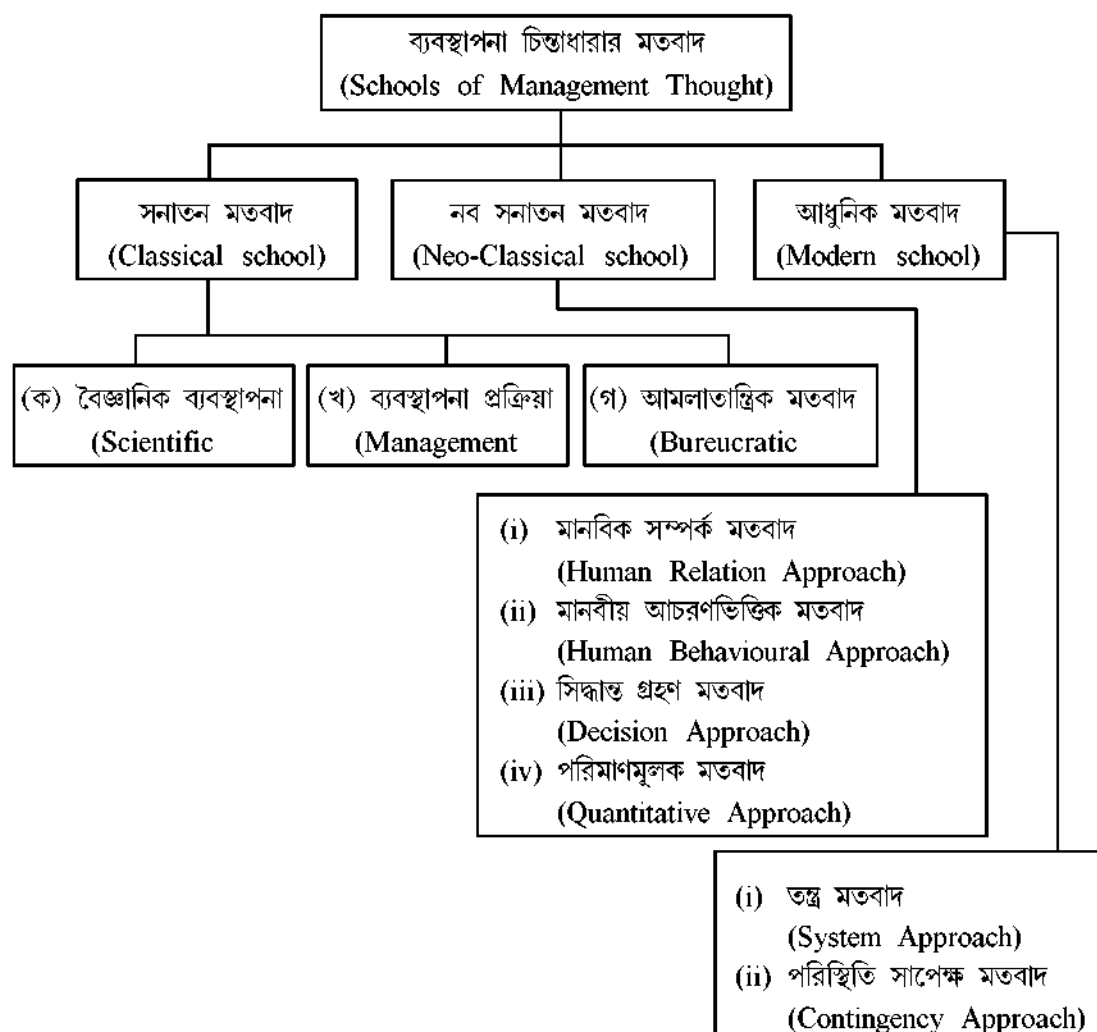 ব্যবস্থাপনা চিন্তাধারার মতবাদ
(Schools of Management Thought)
সনাতন মতবাদ
(Classical school)
নব সনাতন মতবাদ
(Neo-Classical school)
আধুনিক মতবাদ
(Modern school)
(ক) বৈজ্ঞানিক ব্যবস্থাপনা
(Scientific
(খ) ব্যবস্থাপনা প্রক্রিয়া
(Management
(গ) আমলাতান্ত্রিক মতবাদ
(Bureucratic
(i) মানবিক সম্পর্ক মতবাদ
(Human Relation Approach)
(ii) মানবীয় আচরণভিত্তিক মতবাদ
(Human Behavioural Approach)
(iii) সিদ্ধান্ত গ্রহণ মতবাদ
(Decision Approach)
(iv) পরিমাণমূলক মতবাদ
(Quantitative Approach)
(i) তন্ত্র মতবাদ
(System Approach)
(ii) পরিস্থিতি সাপেক্ষ মতবাদ
(Contingency Approach)